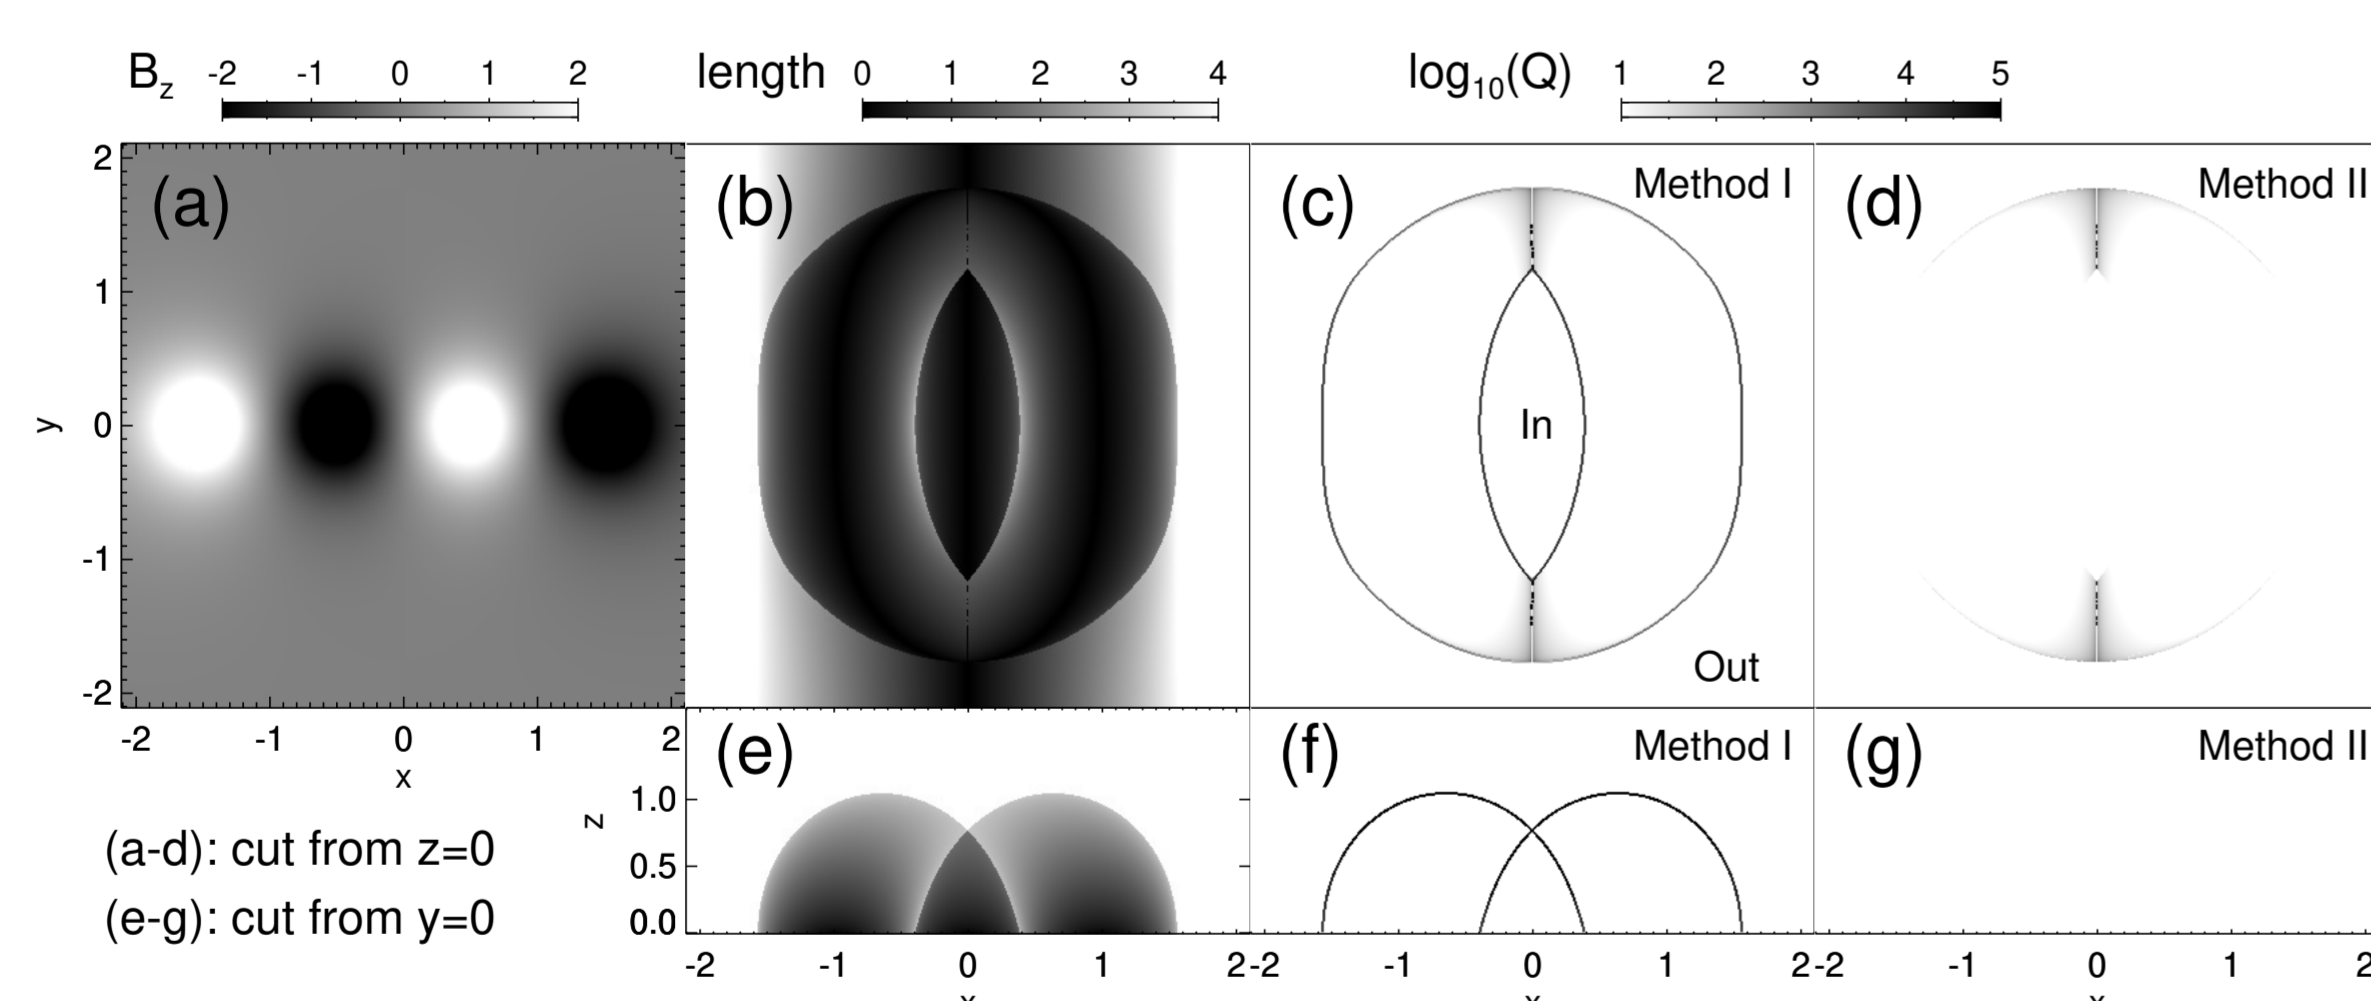 Bz -2 -1 0 1 2
length 0 1 2 3 4
log10(Q) 1 2 3 4 5
(a)
(b)
(c) Method I
(d) Method II
In
Out
y
2
1
0
-1
-2
-2 -1 0 1 2
x
(e)
(f) Method I
(g) Method II
z
1.0
0.5
0.0
(a-d): cut from z=0
(e-g): cut from y=0
-2 -1 0 1 2
-2 -1 0 1 2
-2 -1 0 1 2
x x x